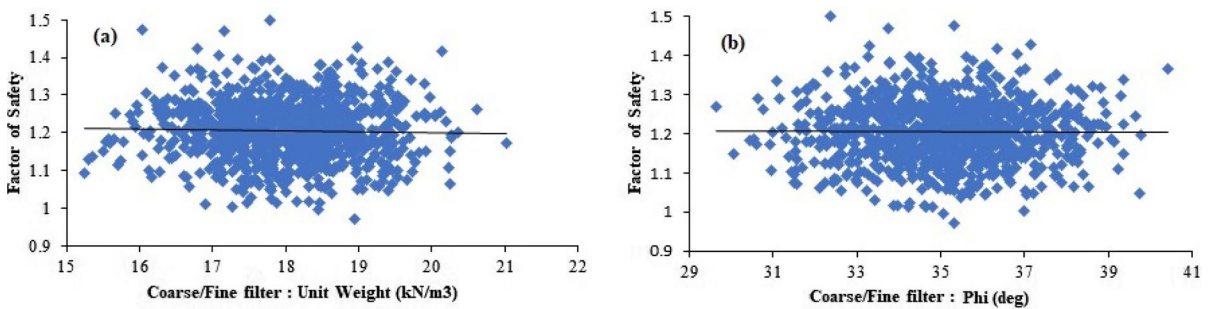 (a)
Factor of Safety
1.5
1.4
1.3
1.2
1.1
1
0.9
15 16 17 18 19 20 21 22
Coarse/Fine filter : Unit Weight (kN/m3)
(b)
Factor of Safety
1.5
1.4
1.3
1.2
1.1
1
0.9
29 31 33 35 37 39 41
Coarse/Fine filter : Phi (deg)